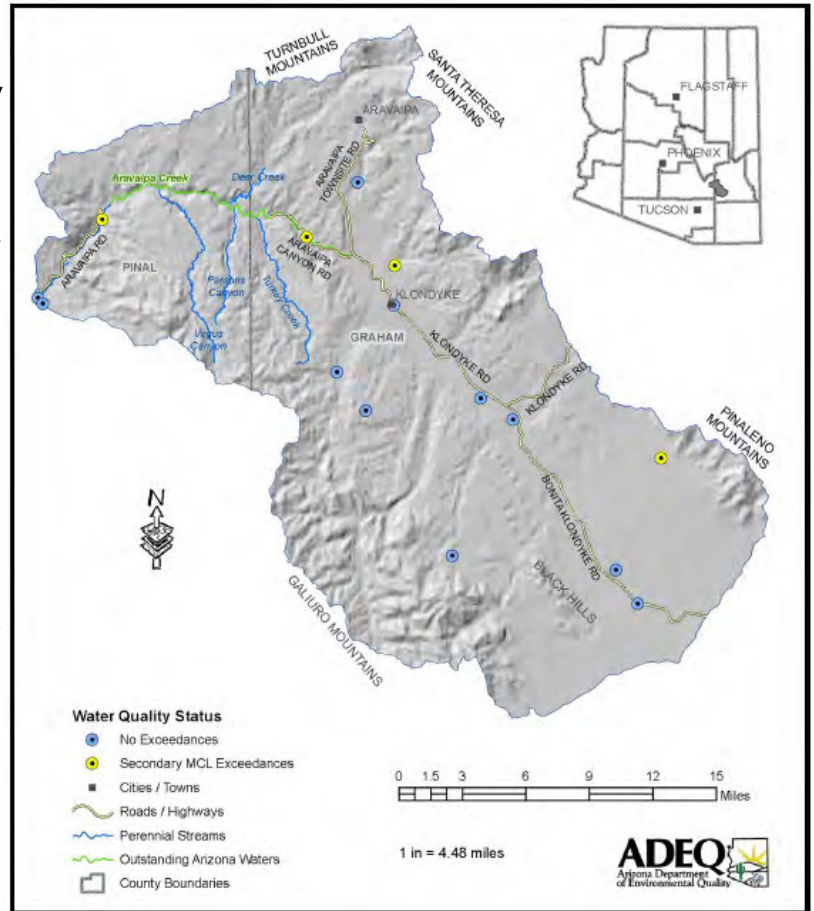 TURNBULL
MOUNTAINS
SANTA THERESA
MOUNTAINS
FLAGSTAFF
PHOENIX
TUCSON
ARAVAIPA
ARAVAIPA
TOWNSITE RD
Deer Creek
Aravaipa Creek
ARAVAIPA RD
PINAL
ARAVAIPA
CANYON RD
Parsons
Canyon
Turkey Creek
Virgus
Canyon
KLONDYKE
GRAHAM
KLONDYKE RD
KLONDYKE RD
PINALENO
MOUNTAINS
N
BONITA KLONDYKE RD
BLACK HILLS
GALIURO MOUNTAINS
Water Quality Status
No Exceedances
Secondary MCL Exceedances
Cities / Towns
Roads / Highways
Perennial Streams
Outstanding Arizona Waters
County Boundaries
0 1.5 3 6 9 12 15
Miles
1 in = 4.48 miles
ADEQ
Arizona Department
of Environmental Quality